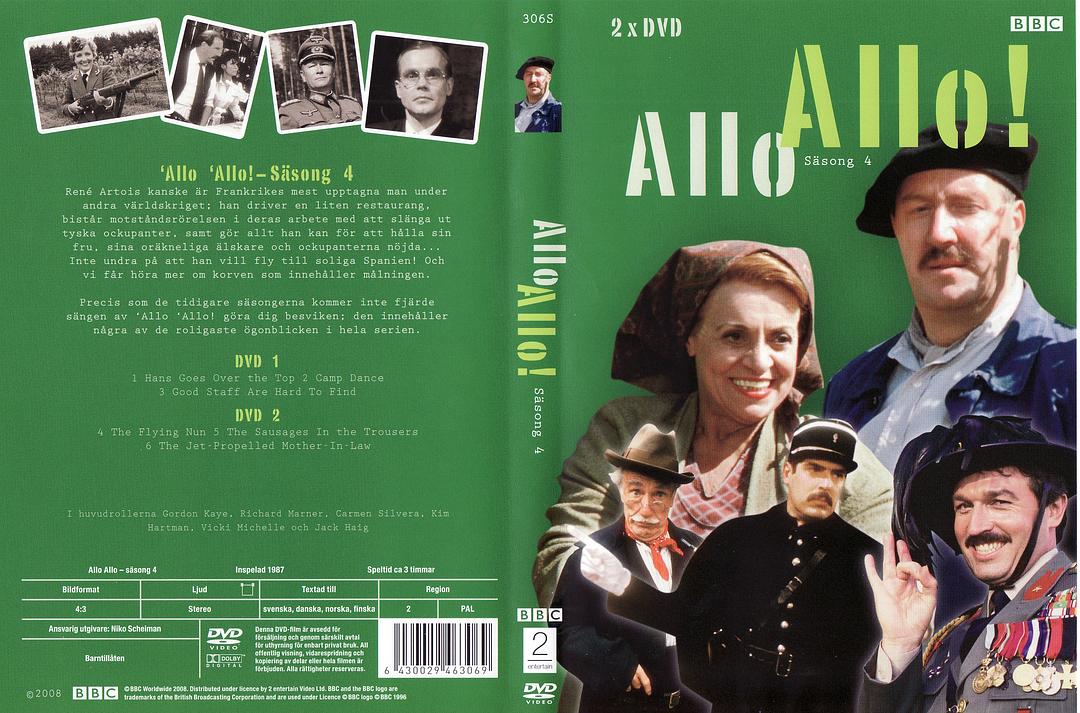 'Allo 'Allo!–Säsong 4
René Artois kanske är Frankrikes mest upptagna man under
andra världskriget; han driver en liten restaurang,
bistår motståndsrörelsen i deras arbete med att slänga ut
tyska ockupanter, samt gör allt han kan för att hålla sin
fru, sina oräkneliga älskare och ockupanterna nöjda...
Inte undra på att han vill fly till soliga Spanien! Och
vi får höra mer om korven som innehåller målningen.
Precis som de tidigare säsongerna kommer inte fjärde
sängen av 'Allo 'Allo! göra dig besviken; den innehåller
några av de roligaste ögonblicken i hela serien.
DVD 1
1 Hans Goes Over the Top 2 Camp Dance
3 Good Staff Are Hard To Find
DVD 2
4 The Flying Nun 5 The Sausages In the Trousers
6 The Jet-Propelled Mother-In-Law
I huvudrollerna Gordon Kaye, Richard Marner, Carmen Silvera, Kim
Hartman, Vicki Michelle och Jack Haig
Allo Allo – säsong 4 Inspelad 1987 Speltid ca 3 timmar
Bildformat Ljud Textad till Region
4:3 Stereo svenska, danska, norska, finska 2 PAL
Ansvarig utgivare: Niko Scheiman
Barntillåten
DVD
VIDEO
DOLBY
DIGITAL
Denna DVD-film är avsedd för
försäljning och genom särskilt avtal
för uthyrning för enbart privat bruk. All
offentlig visning, vidarespridning och
kopiering av delar eller hela filmen är
förbjuden. Alla rättigheter reserveras.
6 430029 463069
©2008 BBC
©BBC Worldwide 2008. Distributed under licence by 2 entertain Video Ltd. BBC and the BBC logo are
trademarks of the British Broadcasting Corporation and are used under Licence ©BBC logo ©BBC 1996
306S
Allo Allo!
Säsong 4
BBC
2
entertain
DVD
VIDEO
2 x DVD
BBC
Allo Allo!
Säsong 4